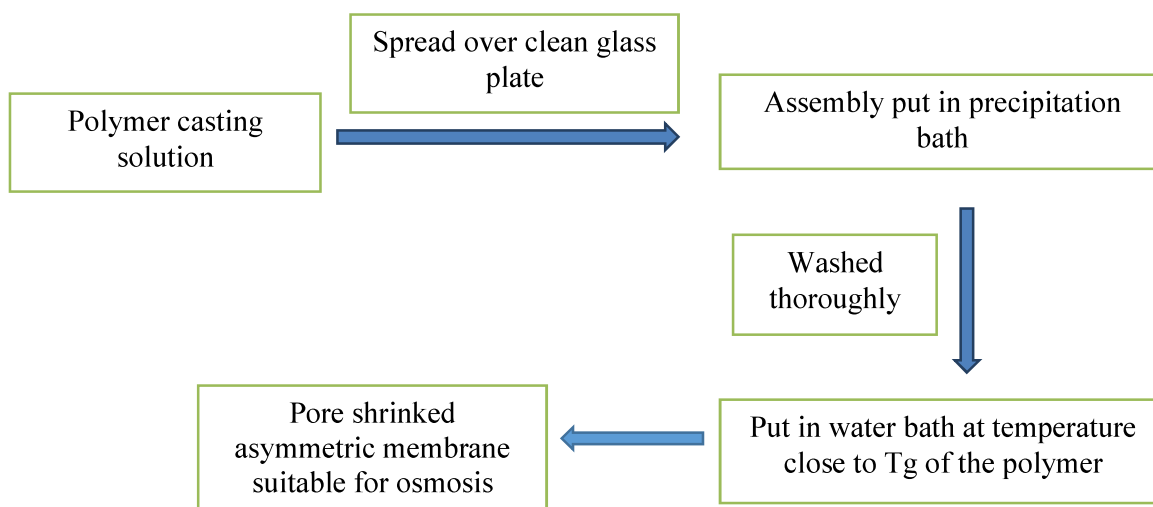 Polymer casting
solution
Spread over clean glass
plate
Assembly put in precipitation
bath
Washed
thoroughly
Put in water bath at temperature
close to Tg of the polymer
Pore shrinked
asymmetric membrane
suitable for osmosis